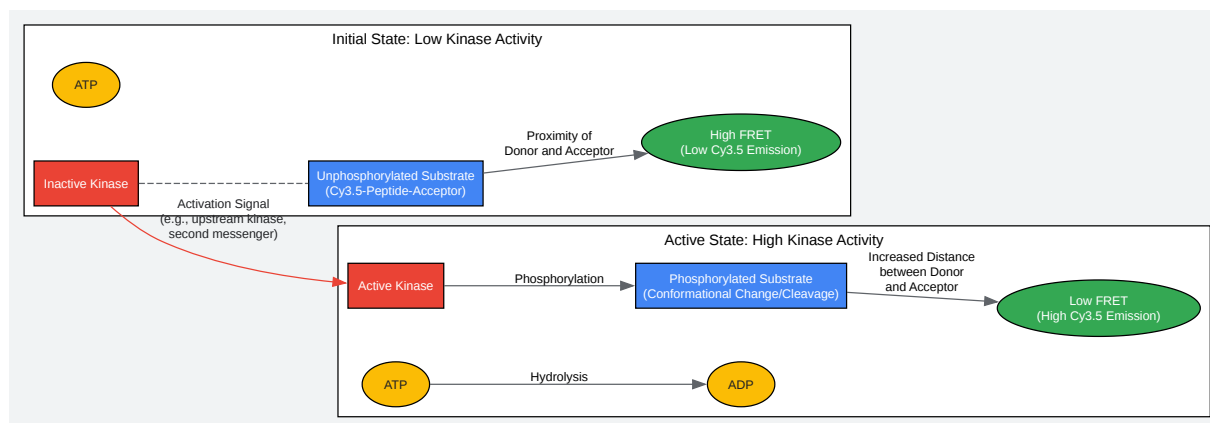 Initial State: Low Kinase Activity
ATP
Inactive Kinase
Unphosphorylated Substrate
(Cy3.5-Peptide-Acceptor)
Proximity of
Donor and Acceptor
High FRET
(Low Cy3.5 Emission)
Activation Signal
(e.g., upstream kinase,
second messenger)
Active State: High Kinase Activity
Active Kinase
Phosphorylation
Phosphorylated Substrate
(Conformational Change/Cleavage)
Increased Distance
between Donor
and Acceptor
Low FRET
(High Cy3.5 Emission)
ATP
Hydrolysis
ADP